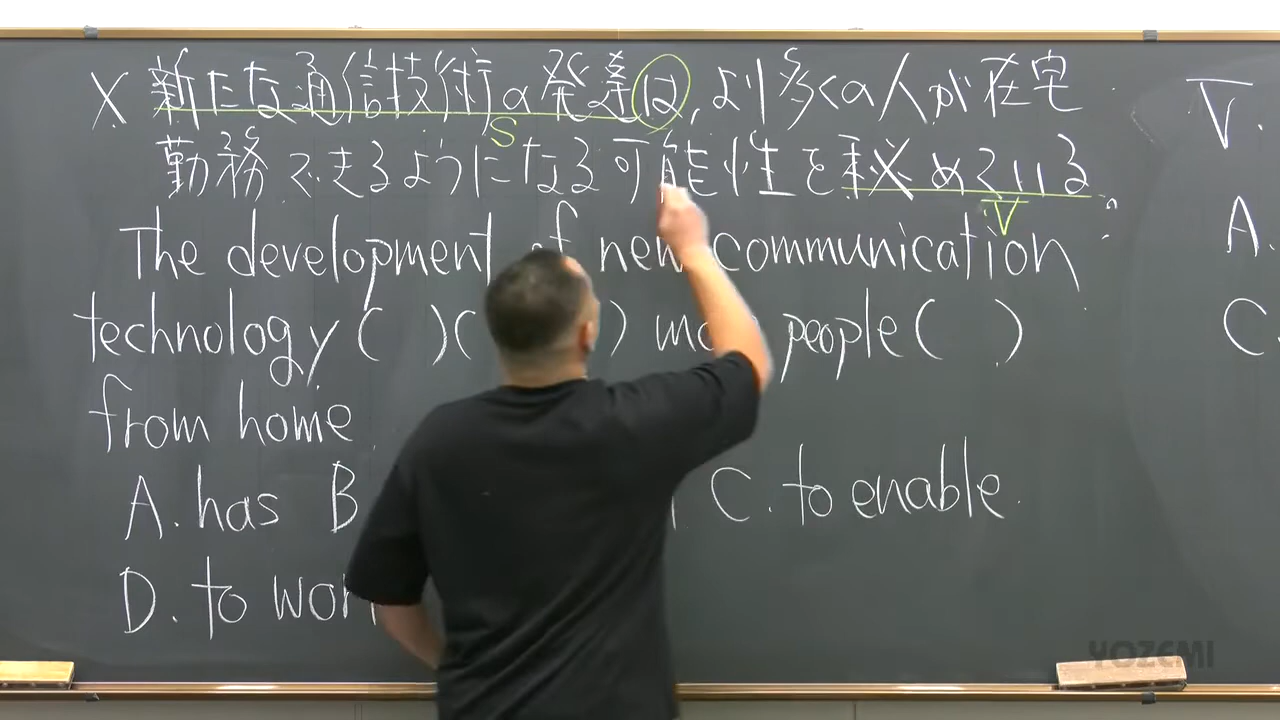 X 新たな通信技術の発達は,より多くの人が在宅
S
勤務できるようになる可能性を秘めている。
V
The development of new communication
technology ( )( ) more people ( )
from home
A. has B C. to enable.
D. to work
V.
A.
C.
YOZEMI